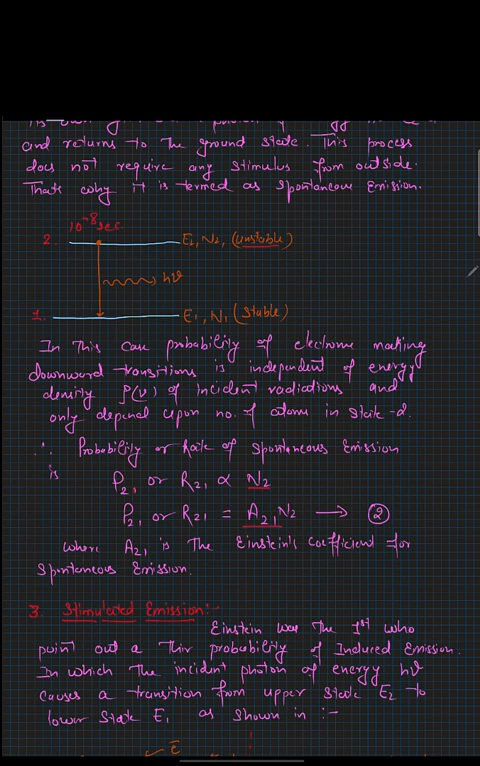 and returns to the ground state. This process
does not require any stimulus from outside.
Thats why it is termed as spontaneous Emission.
10⁻⁸ sec.
2. E2, N2, (unstable)
hν
1. E1, N1 (Stable)
In This case probability of electrons making
downward transitions is independent of energy
density ρ(ν) of incident radiations and
only depend upon no. of atoms in state-2.
∴ Probability or Rate of Spontaneous Emission
is
P21 or R21 ∝ N2
P21 or R21 = A21 N2 → ②
where A21 is The Einstein's coefficient for
Spontaneous Emission.
3. Stimulated Emission:-
Einstein was The 1st who
point out a Thir probability of Induced Emission.
In which The incident photon of energy hν
causes a transition from upper state E2 to
lower state E1 as shown in :-